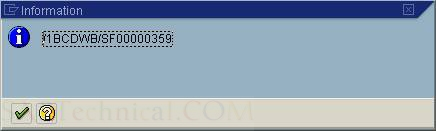 Information
/1BCDWB/SF00000359
Technical.COM